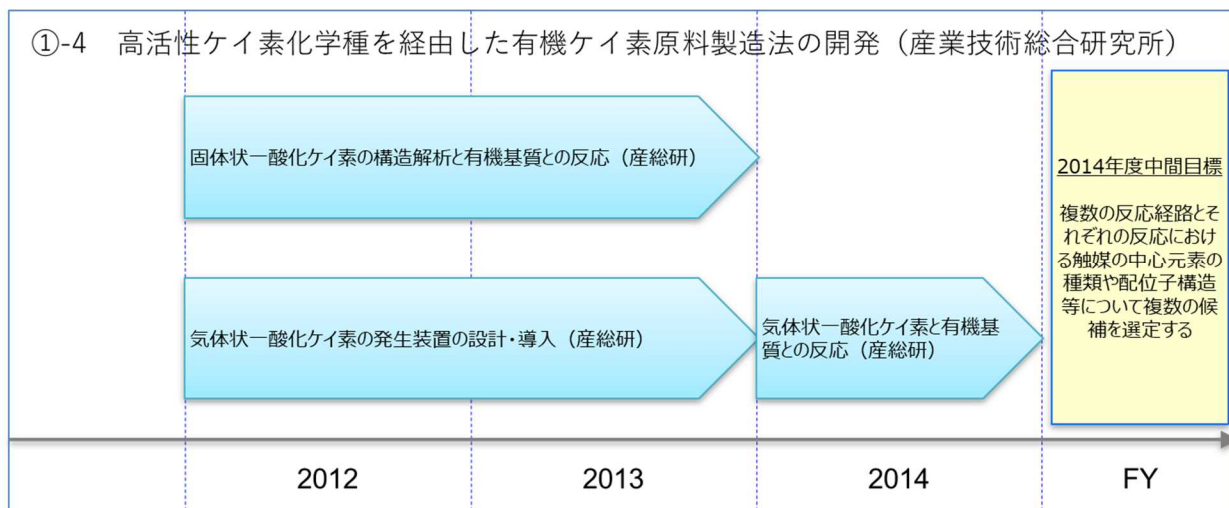 ①-4　高活性ケイ素化学種を経由した有機ケイ素原料製造法の開発（産業技術総合研究所）
固体状一酸化ケイ素の構造解析と有機基質との反応（産総研）
気体状一酸化ケイ素の発生装置の設計・導入（産総研）
気体状一酸化ケイ素と有機基
質との反応（産総研）
2014年度中間目標
複数の反応経路とそ
れぞれの反応におけ
る触媒の中心元素の
種類や配位子構造
等について複数の候
補を選定する
2012
2013
2014
FY